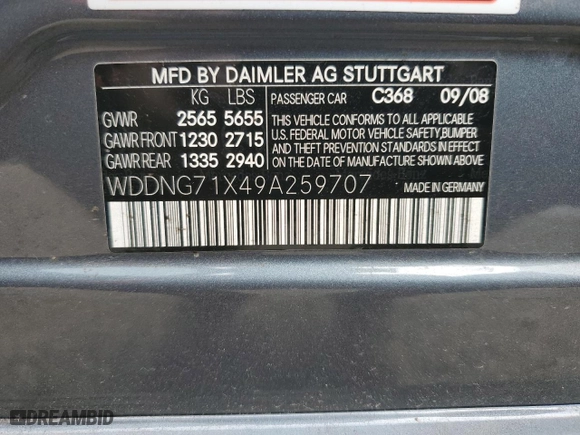 MFD BY DAIMLER AG STUTTGART
KG LBS PASSENGER CAR C368 09/08
GVWR 2565 5655
GAWR FRONT 1230 2715
GAWR REAR 1335 2940
THIS VEHICLE CONFORMS TO ALL APPLICABLE
U.S. FEDERAL MOTOR VEHICLE SAFETY, BUMPER
AND THEFT PREVENTION STANDARDS IN EFFECT
ON THE DATE OF MANUFACTURE SHOWN ABOVE.
WDDNG71X49A259707 MADE IN GERMANY
DREAMBID